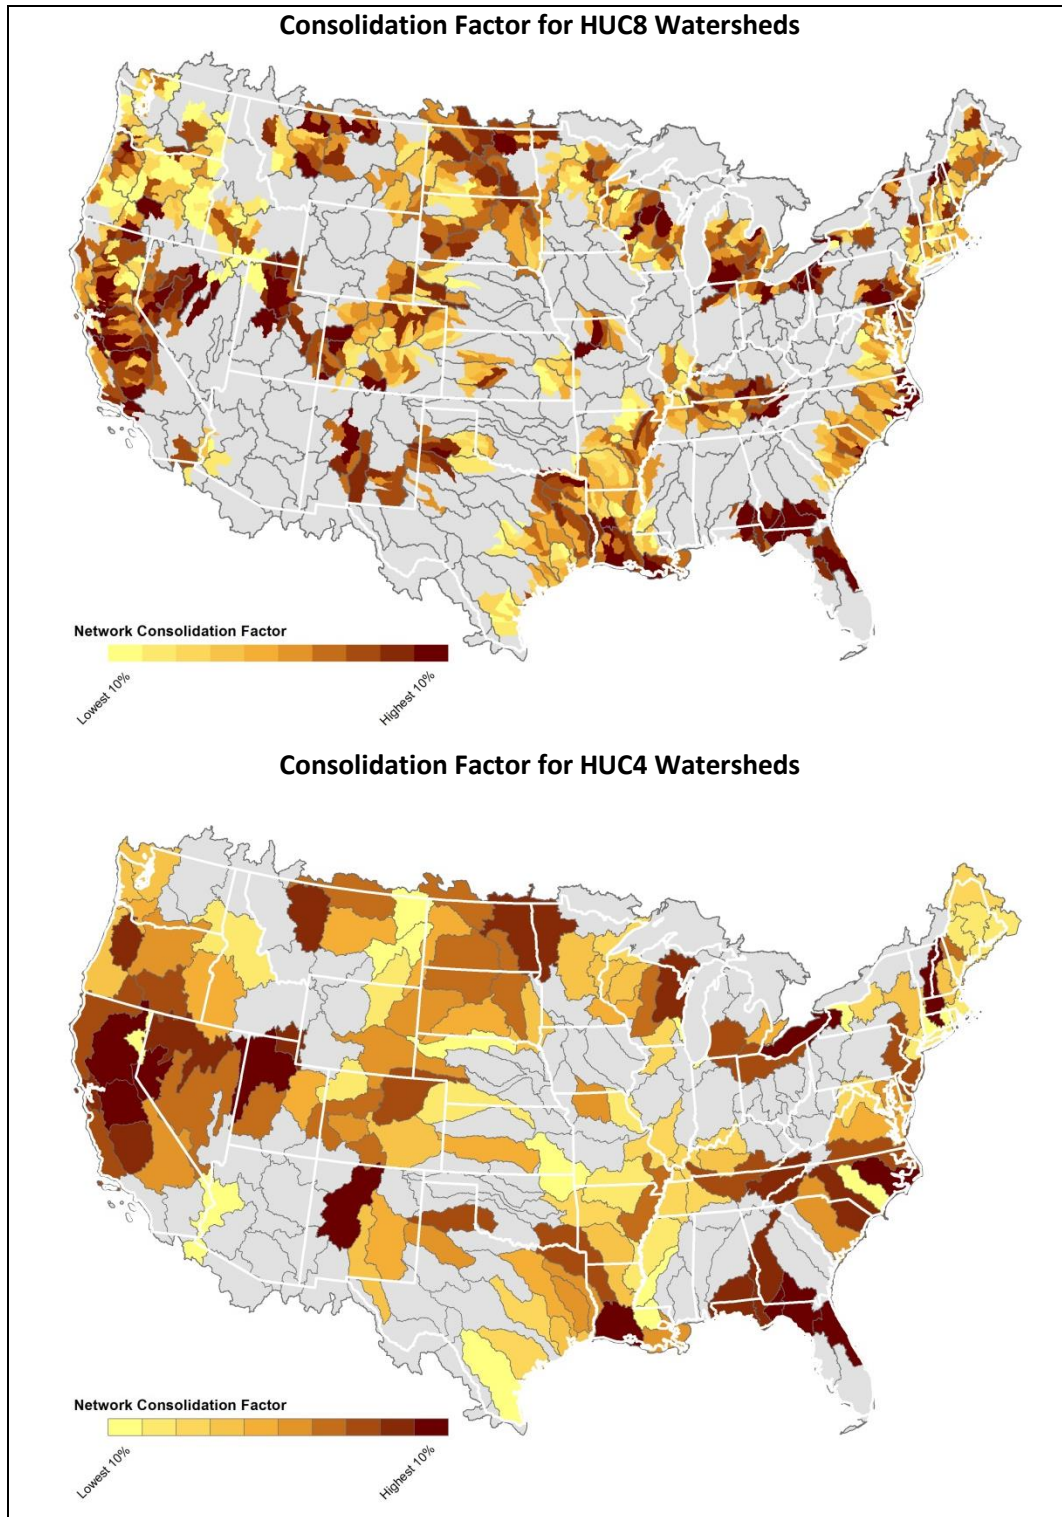 Consolidation Factor for HUC8 Watersheds
Network Consolidation Factor
Lowest 10%
Highest 10%
Consolidation Factor for HUC4 Watersheds
Network Consolidation Factor
Lowest 10%
Highest 10%